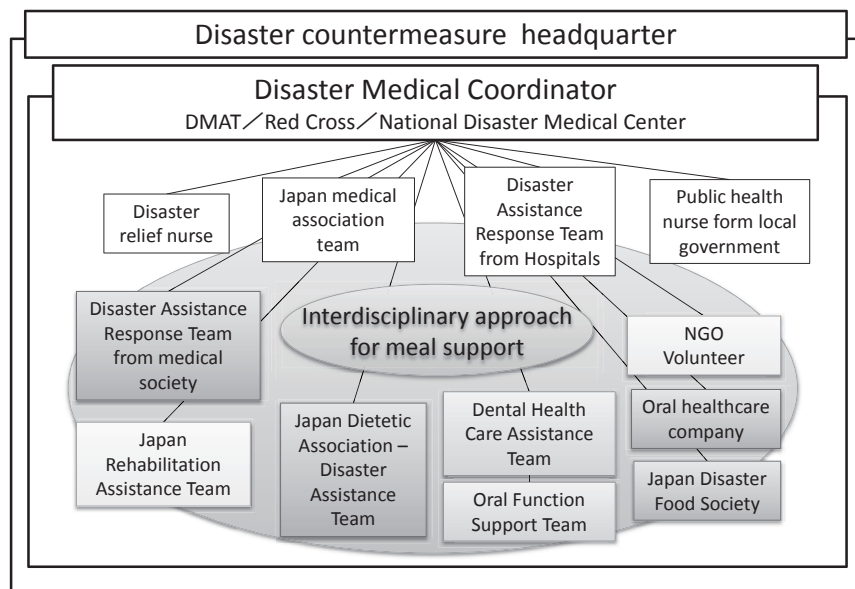 Disaster countermeasure headquarter
Disaster Medical Coordinator
DMAT／Red Cross／National Disaster Medical Center
Disaster
relief nurse
Japan medical
association
team
Disaster
Assistance
Response Team
from Hospitals
Public health
nurse form local
government
Disaster Assistance
Response Team
from medical
society
Interdisciplinary approach
for meal support
NGO
Volunteer
Japan
Rehabilitation
Assistance Team
Japan Dietetic
Association –
Disaster
Assistance
Team
Dental Health
Care Assistance
Team
Oral Function
Support Team
Oral healthcare
company
Japan Disaster
Food Society